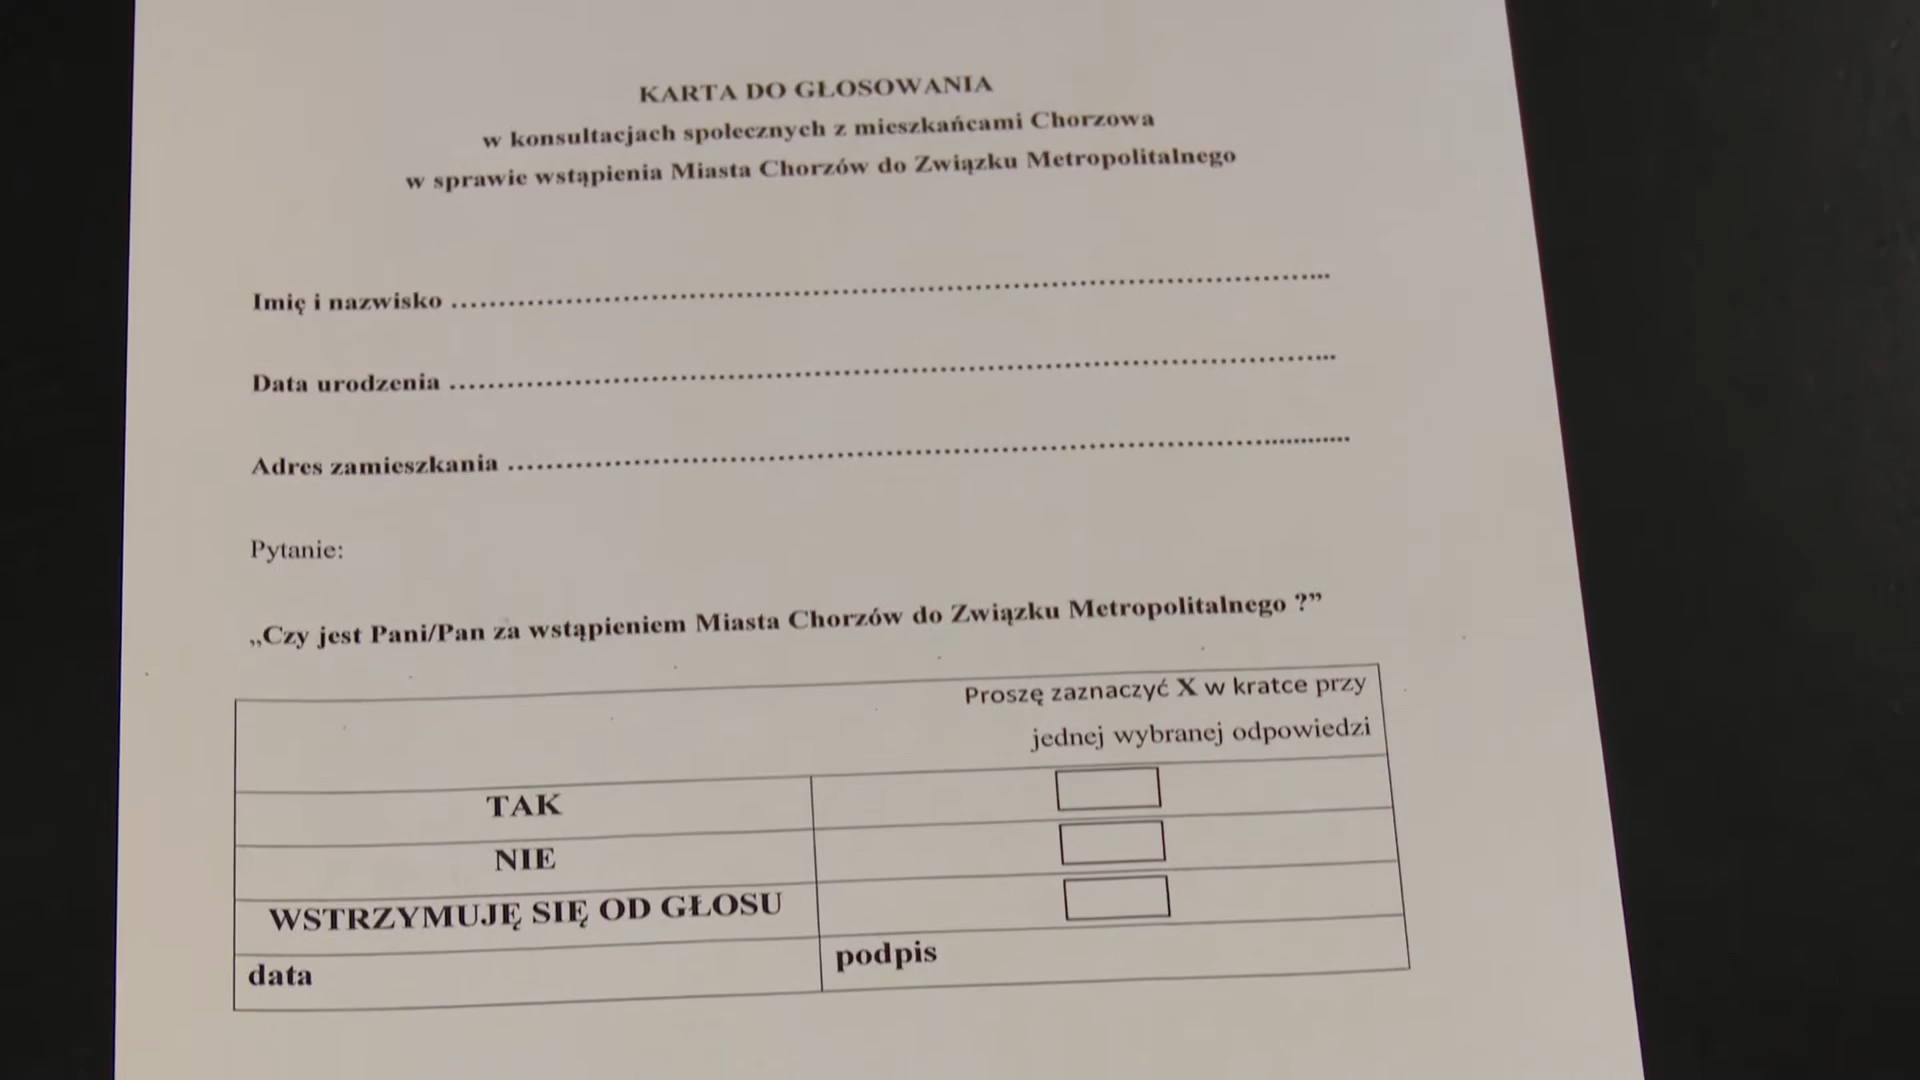 KARTA DO GŁOSOWANIA
w konsultacjach społecznych z mieszkańcami Chorzowa
w sprawie wstąpienia Miasta Chorzów do Związku Metropolitalnego
Imię i nazwisko ……………………………………………………………………...
Data urodzenia ……………………………………………………………………...
Adres zamieszkania ……………………………………………………………............
Pytanie:
„Czy jest Pani/Pan za wstąpieniem Miasta Chorzów do Związku Metropolitalnego ?”
Proszę zaznaczyć X w kratce przy
jednej wybranej odpowiedzi
TAK
NIE
WSTRZYMUJĘ SIĘ OD GŁOSU
data podpis